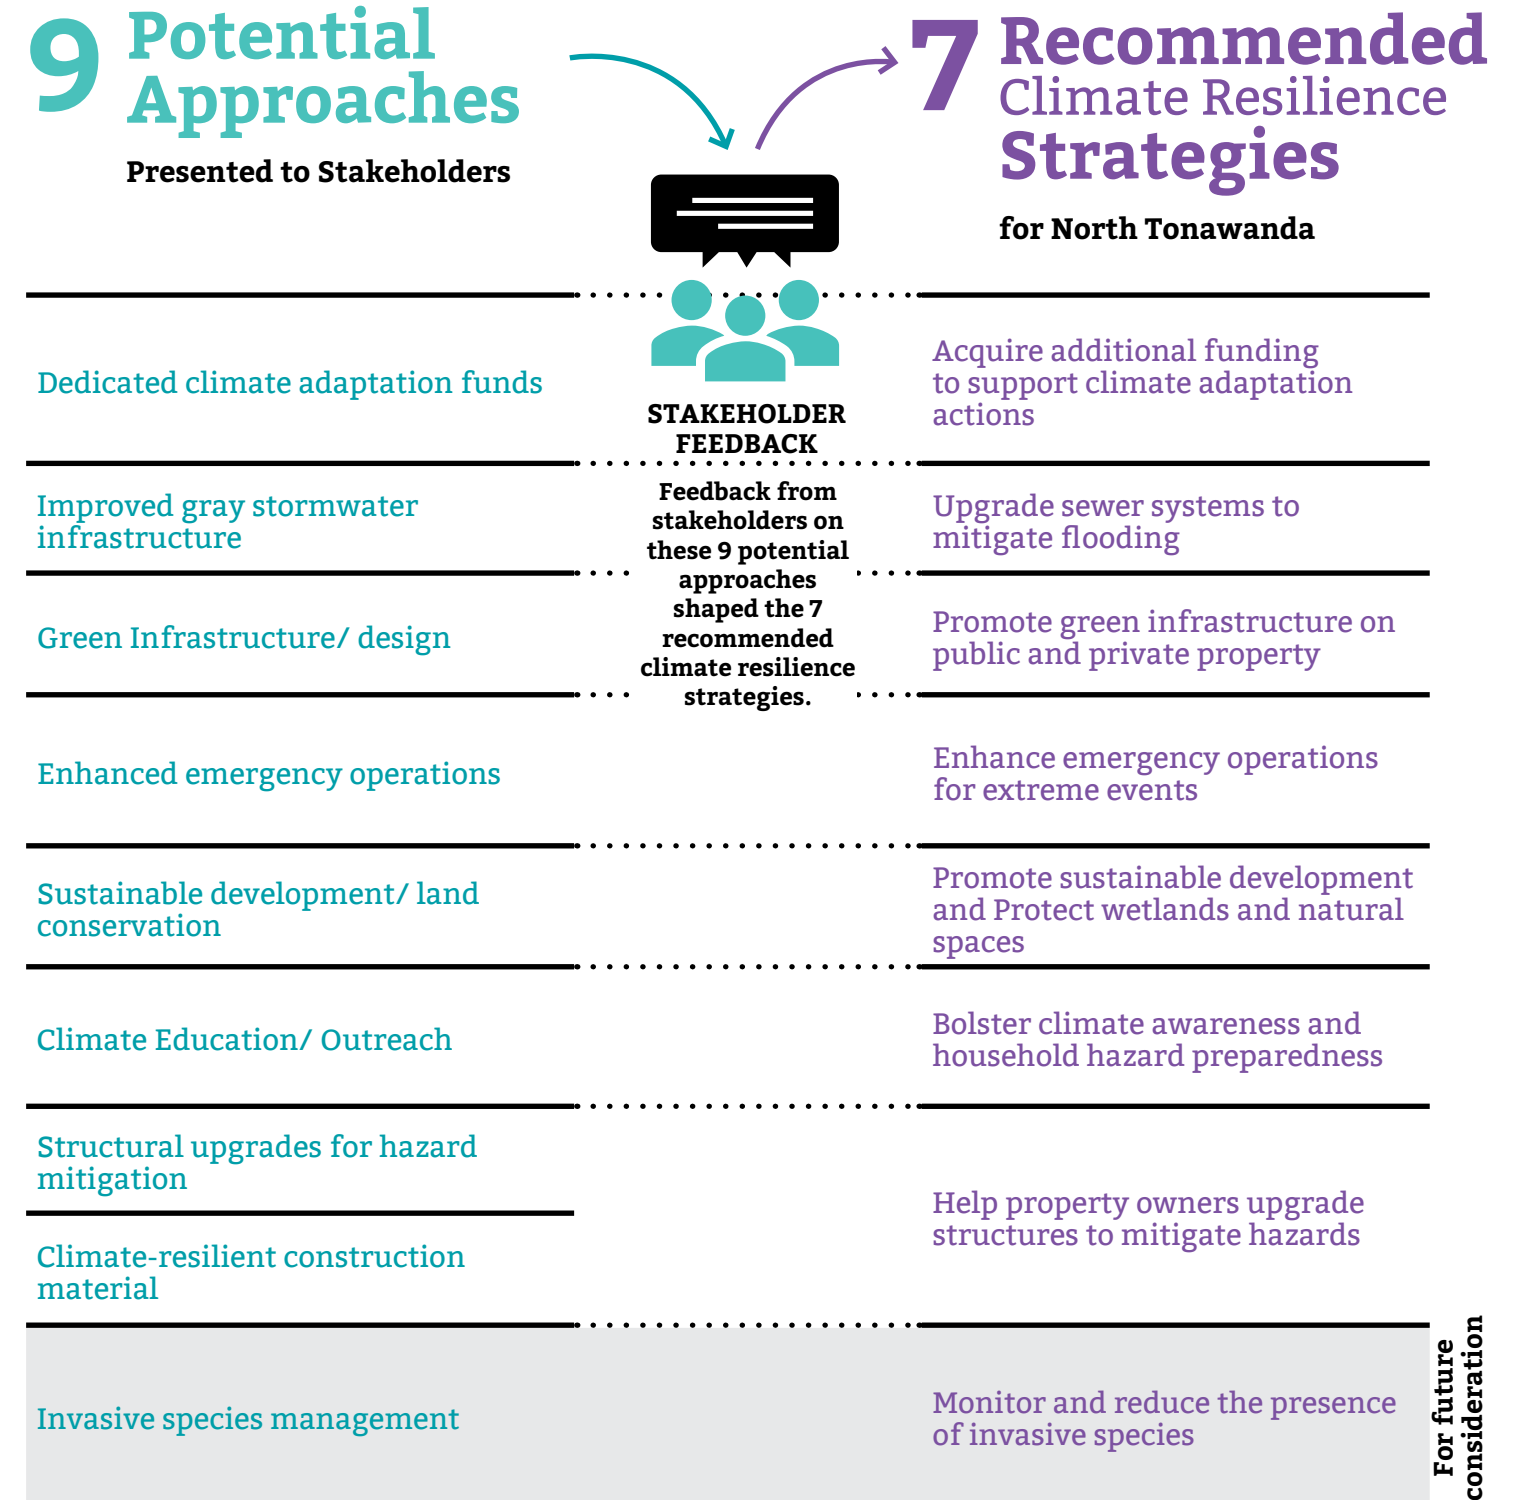 9 Potential
Approaches
Presented to Stakeholders
7 Recommended
Climate Resilience
Strategies
for North Tonawanda
STAKEHOLDER
FEEDBACK
Feedback from
stakeholders on
these 9 potential
approaches
shaped the 7
recommended
climate resilience
strategies.
Dedicated climate adaptation funds
Acquire additional funding
to support climate adaptation
actions
Improved gray stormwater
infrastructure
Upgrade sewer systems to
mitigate flooding
Green Infrastructure/ design
Promote green infrastructure on
public and private property
Enhanced emergency operations
Enhance emergency operations
for extreme events
Sustainable development/ land
conservation
Promote sustainable development
and Protect wetlands and natural
spaces
Climate Education/ Outreach
Bolster climate awareness and
household hazard preparedness
Structural upgrades for hazard
mitigation
Climate-resilient construction
material
Help property owners upgrade
structures to mitigate hazards
Invasive species management
Monitor and reduce the presence
of invasive species
For future
consideration